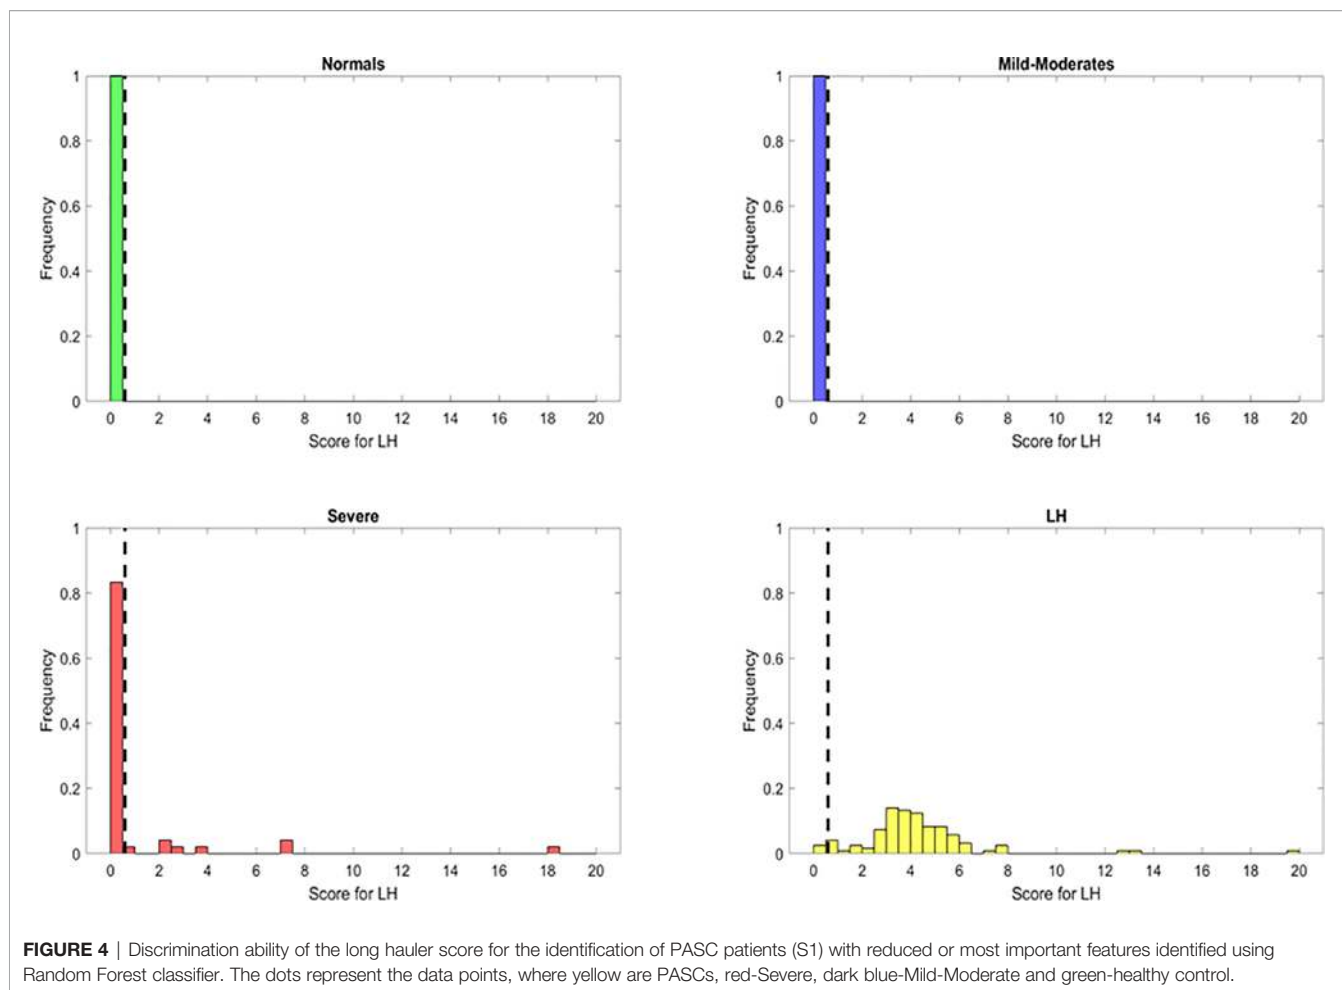 Normals
1
0.8
0.6
0.4
0.2
0
Frequency
0 2 4 6 8 10 12 14 16 18 20
Score for LH
Mild-Moderates
1
0.8
0.6
0.4
0.2
0
Frequency
0 2 4 6 8 10 12 14 16 18 20
Score for LH
Severe
1
0.8
0.6
0.4
0.2
0
Frequency
0 2 4 6 8 10 12 14 16 18 20
Score for LH
LH
1
0.8
0.6
0.4
0.2
0
Frequency
0 2 4 6 8 10 12 14 16 18 20
Score for LH
FIGURE 4 | Discrimination ability of the long hauler score for the identification of PASC patients (S1) with reduced or most important features identified using
Random Forest classifier. The dots represent the data points, where yellow are PASCs, red-Severe, dark blue-Mild-Moderate and green-healthy control.